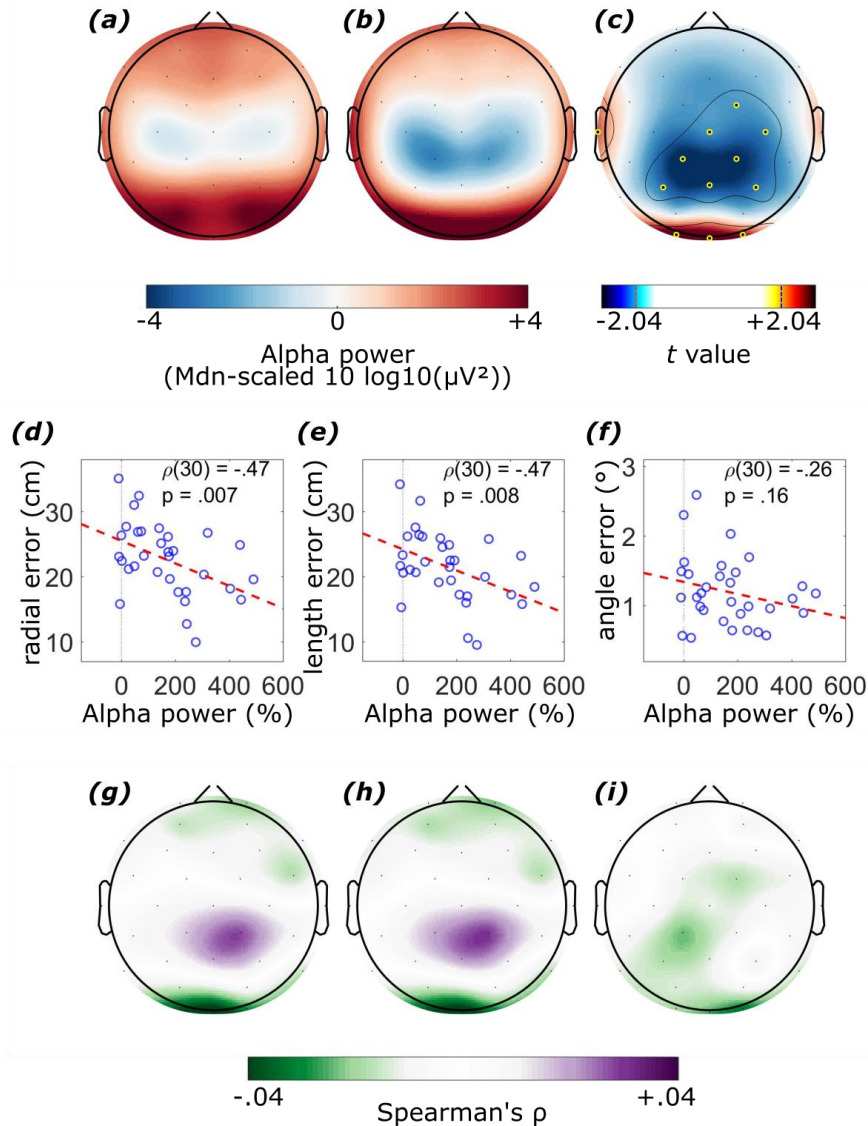 (a) (b) (c)
-4 0 +4
Alpha power
(Mdn-scaled 10 log10(µV²))
-2.04 +2.04
t value
(d) (e) (f)
radial error (cm)
30
20
10
ρ(30) = -.47
p = .007
0 200 400 600
Alpha power (%)
length error (cm)
30
20
10
ρ(30) = -.47
p = .008
0 200 400 600
Alpha power (%)
angle error (°)
3
2
1
ρ(30) = -.26
p = .16
0 200 400 600
Alpha power (%)
(g) (h) (i)
-.04 +.04
Spearman's ρ